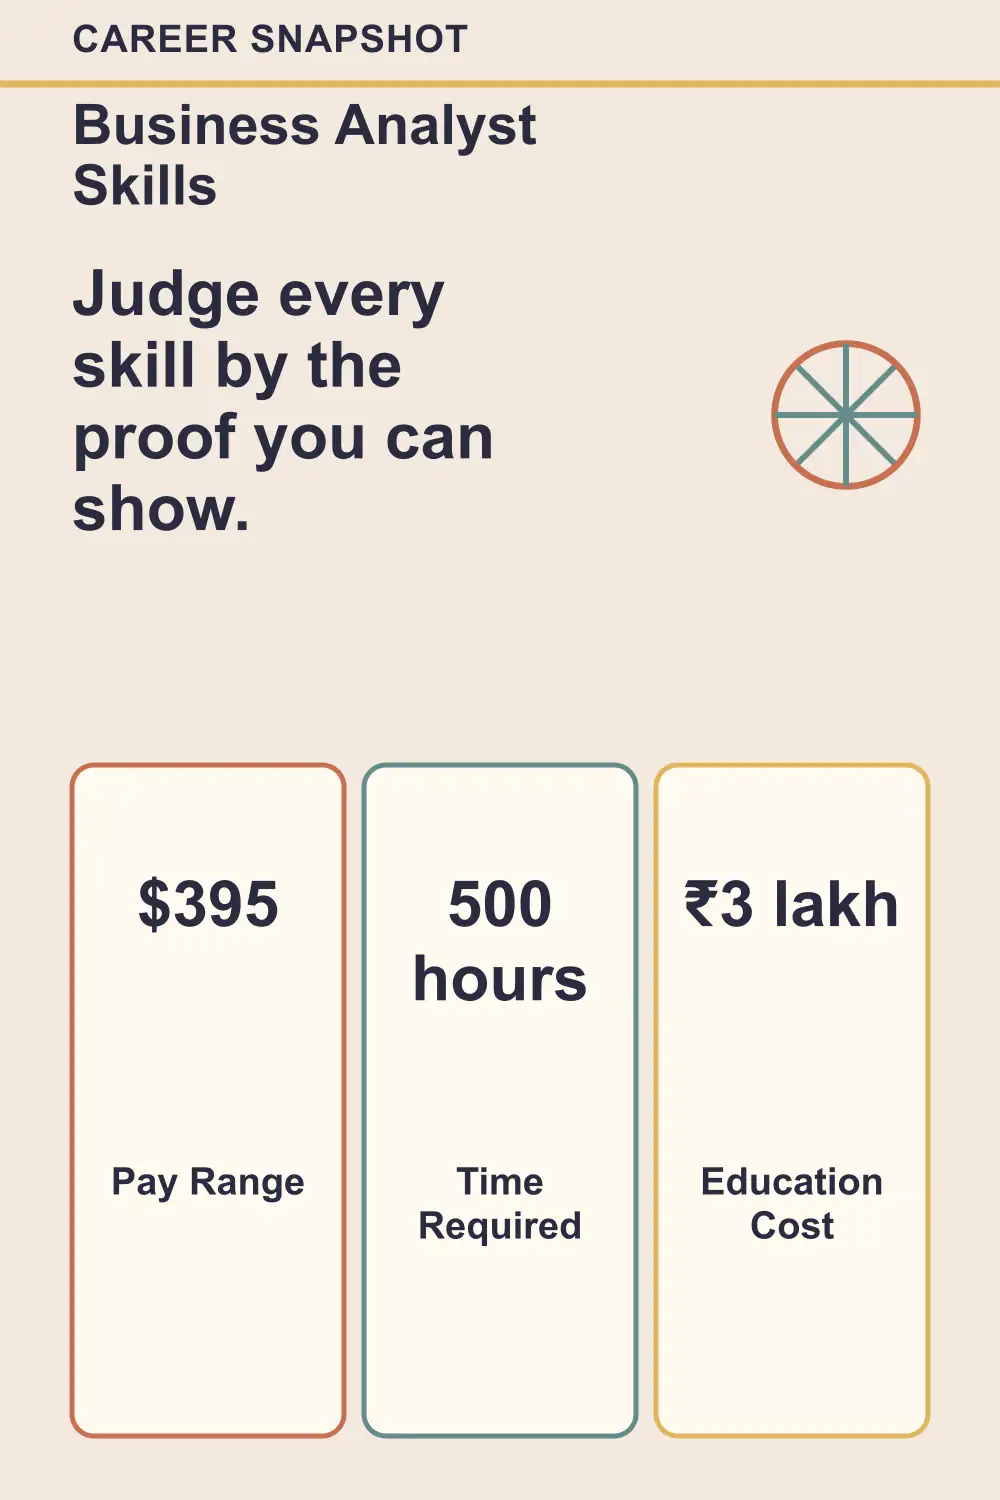 CAREER SNAPSHOT
Business Analyst
Skills
Judge every
skill by the
proof you can
show.
$395
Pay Range
500
hours
Time
Required
₹3 lakh
Education
Cost